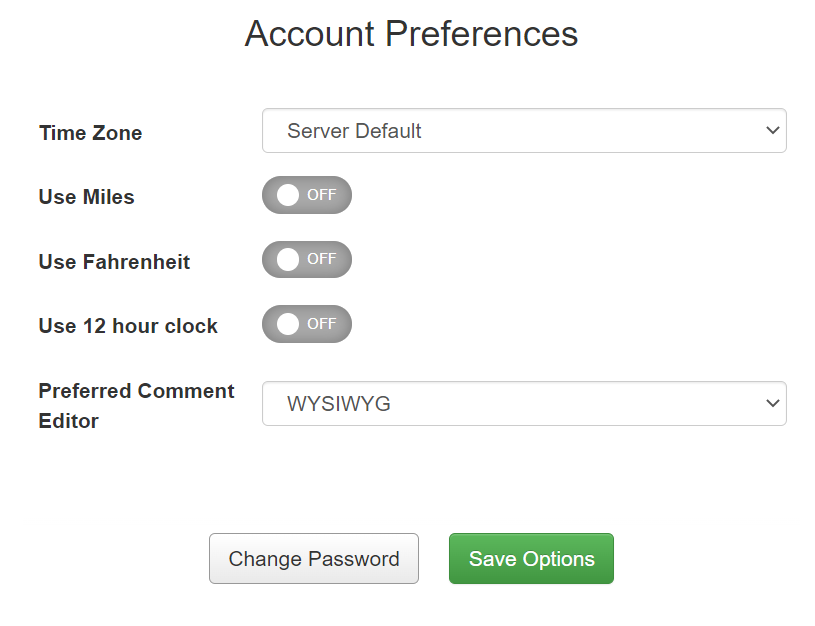 Account Preferences
Time Zone
Server Default
Use Miles
OFF
Use Fahrenheit
OFF
Use 12 hour clock
OFF
Preferred Comment
Editor
WYSIWYG
Change Password
Save Options